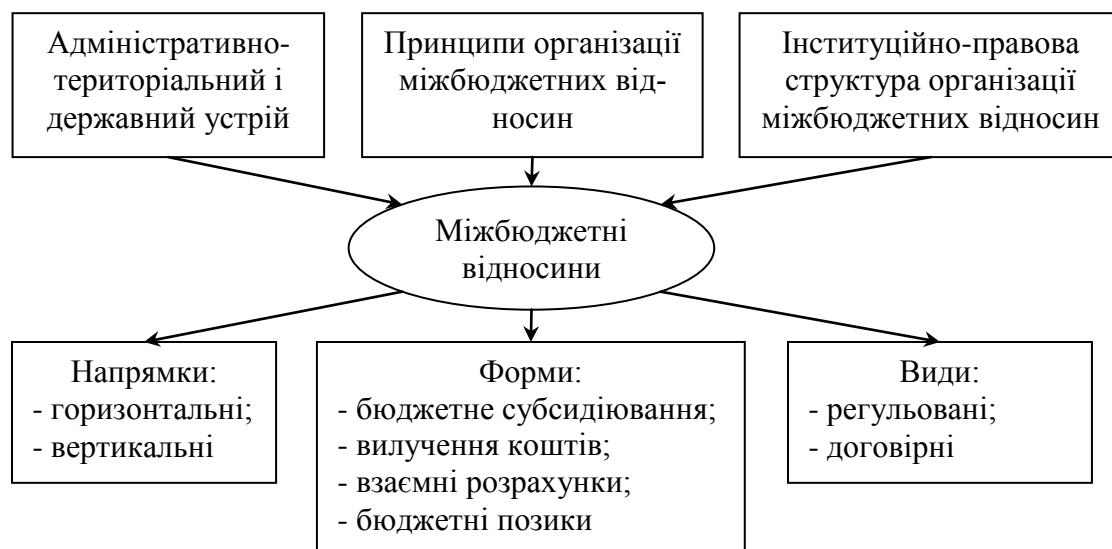 Адміністративно-
територіальний і
державний устрій
Принципи організації
міжбюджетних від-
носин
Інституційно-правова
структура організації
міжбюджетних відносин
Міжбюджетні
відносини
Напрямки:
- горизонтальні;
- вертикальні
Форми:
- бюджетне субсидіювання;
- вилучення коштів;
- взаємні розрахунки;
- бюджетні позики
Види:
- регульовані;
- договірні